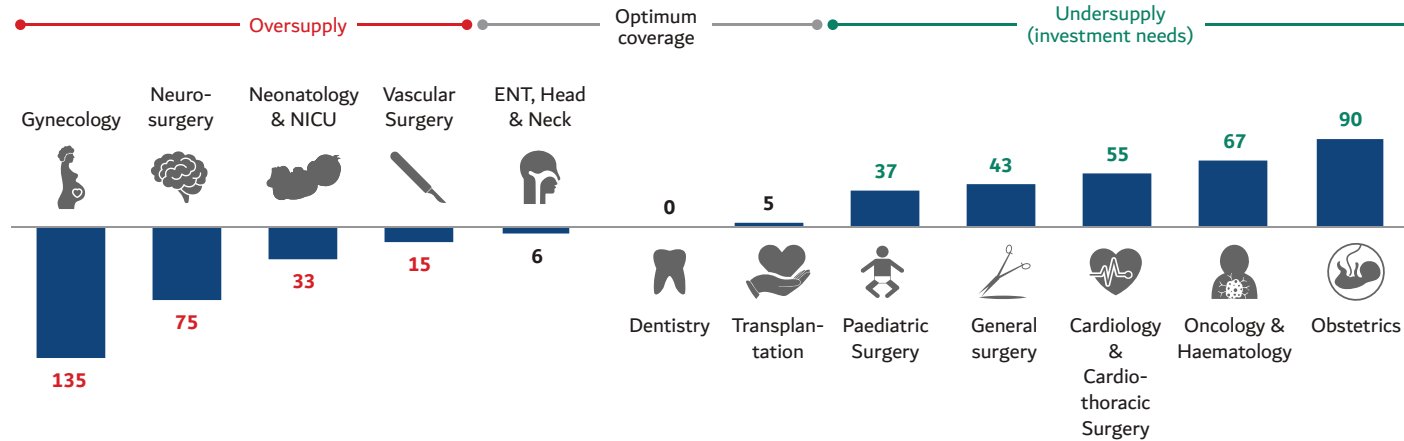 Oversupply
Optimum
coverage
Undersupply
(investment needs)
Gynecology
Neuro-
surgery
Neonatology
& NICU
Vascular
Surgery
ENT, Head
& Neck
135
75
33
15
6
0
5
37
43
55
67
90
Dentistry
Transplan-
tation
Paediatric
Surgery
General
surgery
Cardiology
&
Cardio-
thoracic
Surgery
Oncology &
Haematology
Obstetrics